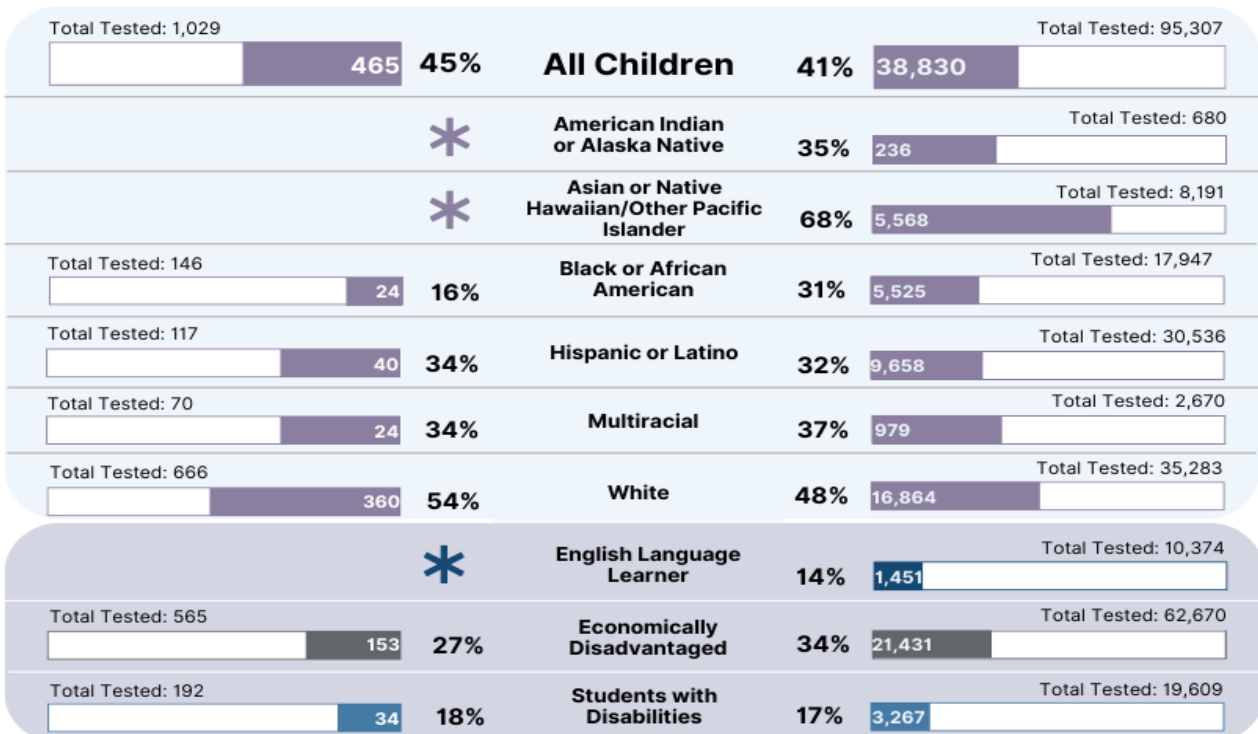 Total Tested: 1,029
Total Tested: 95,307
465 45% All Children 41% 38,830
Total Tested: 680
American Indian
or Alaska Native
35% 236
Total Tested: 8,191
Asian or Native
Hawaiian/Other Pacific
Islander
68% 5,568
Total Tested: 146
Total Tested: 17,947
Black or African
American
24 16% 31% 5,525
Total Tested: 117
Total Tested: 30,536
Hispanic or Latino
40 34% 32% 9,658
Total Tested: 70
Total Tested: 2,670
Multiracial
24 34% 37% 979
Total Tested: 666
Total Tested: 35,283
White
360 54% 48% 16,864
Total Tested: 10,374
English Language
Learner
14% 1,451
Total Tested: 565
Total Tested: 62,670
Economically
Disadvantaged
153 27% 34% 21,431
Total Tested: 192
Total Tested: 19,609
Students with
Disabilities
34 18% 17% 3,267